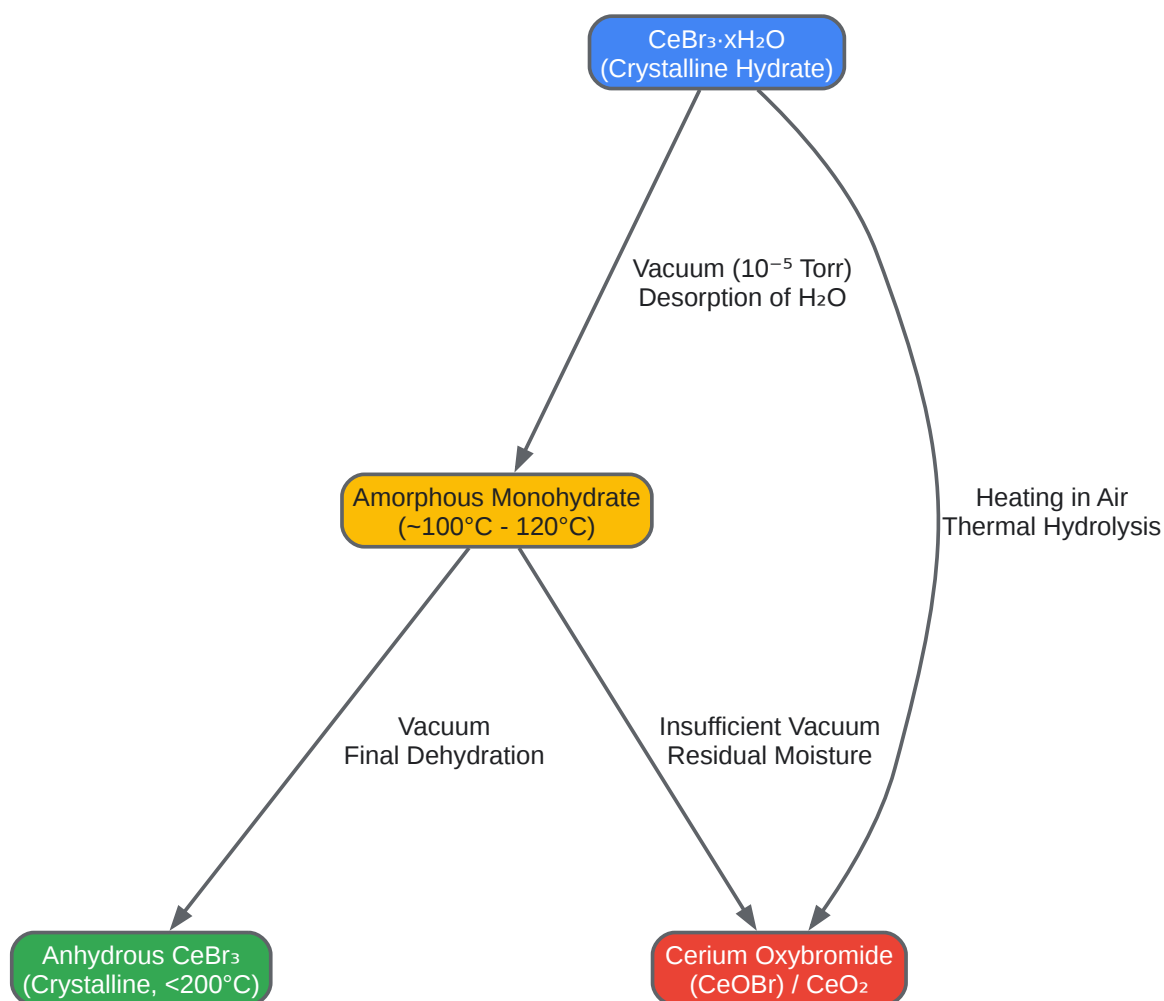 CeBr₃·xH₂O
(Crystalline Hydrate)
Vacuum (10⁻⁵ Torr)
Desorption of H₂O
Amorphous Monohydrate
(~100°C - 120°C)
Heating in Air
Thermal Hydrolysis
Vacuum
Final Dehydration
Insufficient Vacuum
Residual Moisture
Anhydrous CeBr₃
(Crystalline, <200°C)
Cerium Oxybromide
(CeOBr) / CeO₂